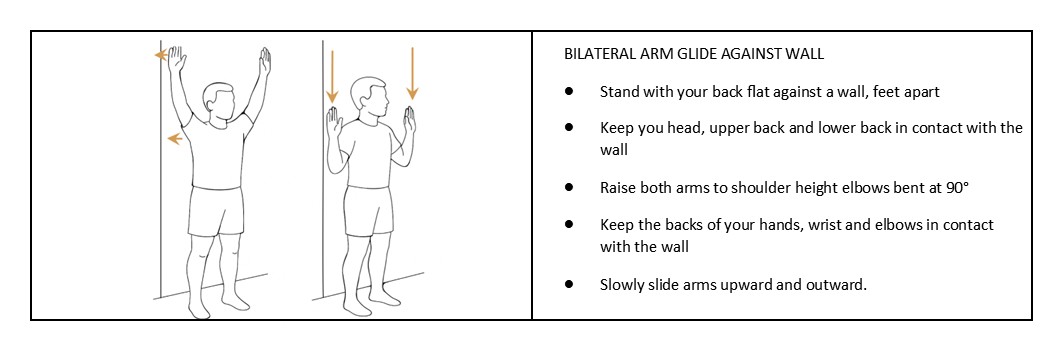 BILATERAL ARM GLIDE AGAINST WALL
● Stand with your back flat against a wall, feet apart
● Keep you head, upper back and lower back in contact with the
wall
● Raise both arms to shoulder height elbows bent at 90°
● Keep the backs of your hands, wrist and elbows in contact
with the wall
● Slowly slide arms upward and outward.